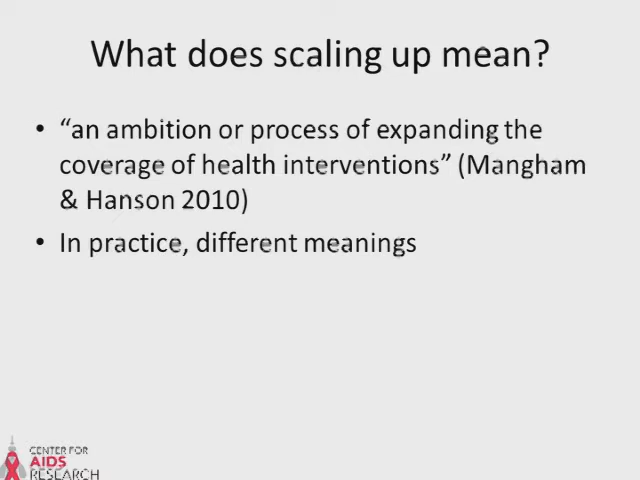 What does scaling up mean?
• “an ambition or process of expanding the
coverage of health interventions” (Mangham
& Hanson 2010)
• In practice, different meanings
CENTER FOR
AIDS
RESEARCH